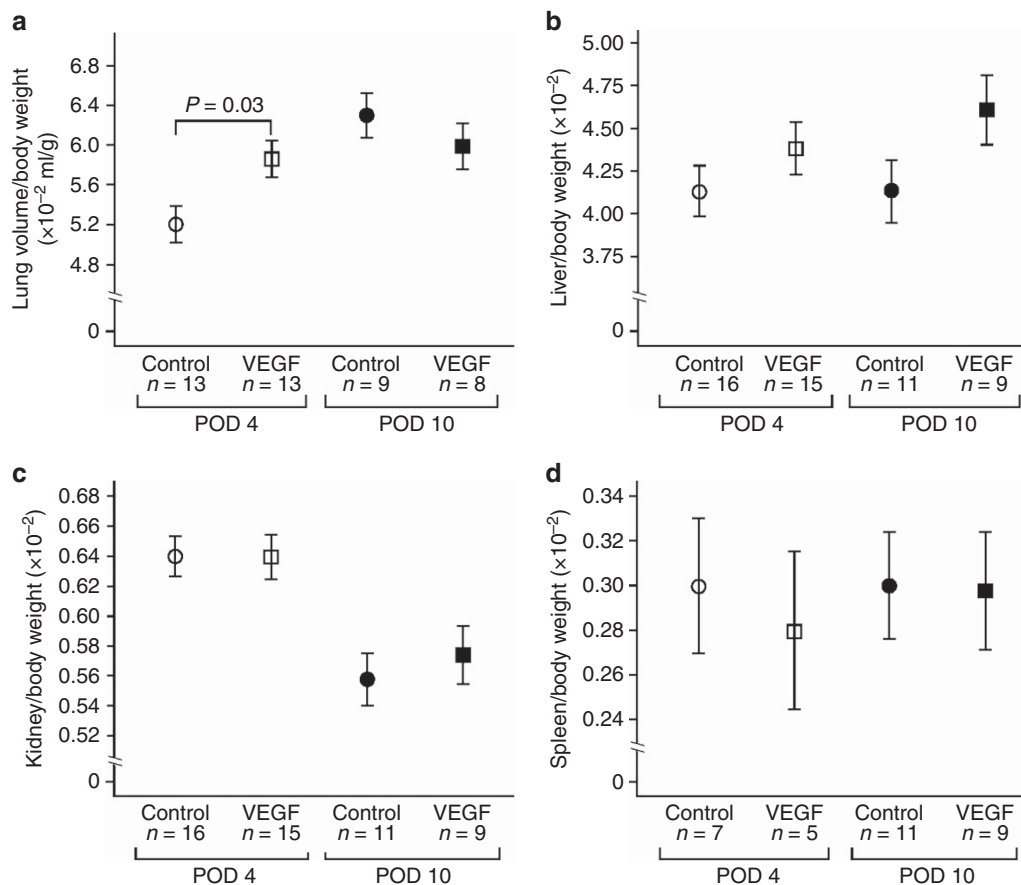 a
Lung volume/body weight
(×10⁻² ml/g)
6.8
6.4
6.0
5.6
5.2
4.8
0
P = 0.03
Control
n = 13
VEGF
n = 13
Control
n = 9
VEGF
n = 8
POD 4
POD 10
b
Liver/body weight (×10⁻²)
5.00
4.75
4.50
4.25
4.00
3.75
0
Control
n = 16
VEGF
n = 15
Control
n = 11
VEGF
n = 9
POD 4
POD 10
c
Kidney/body weight (×10⁻²)
0.68
0.66
0.64
0.62
0.60
0.58
0.56
0.54
0.52
0
Control
n = 16
VEGF
n = 15
Control
n = 11
VEGF
n = 9
POD 4
POD 10
d
Spleen/body weight (×10⁻²)
0.34
0.32
0.30
0.28
0.26
0.24
0
Control
n = 7
VEGF
n = 5
Control
n = 11
VEGF
n = 9
POD 4
POD 10